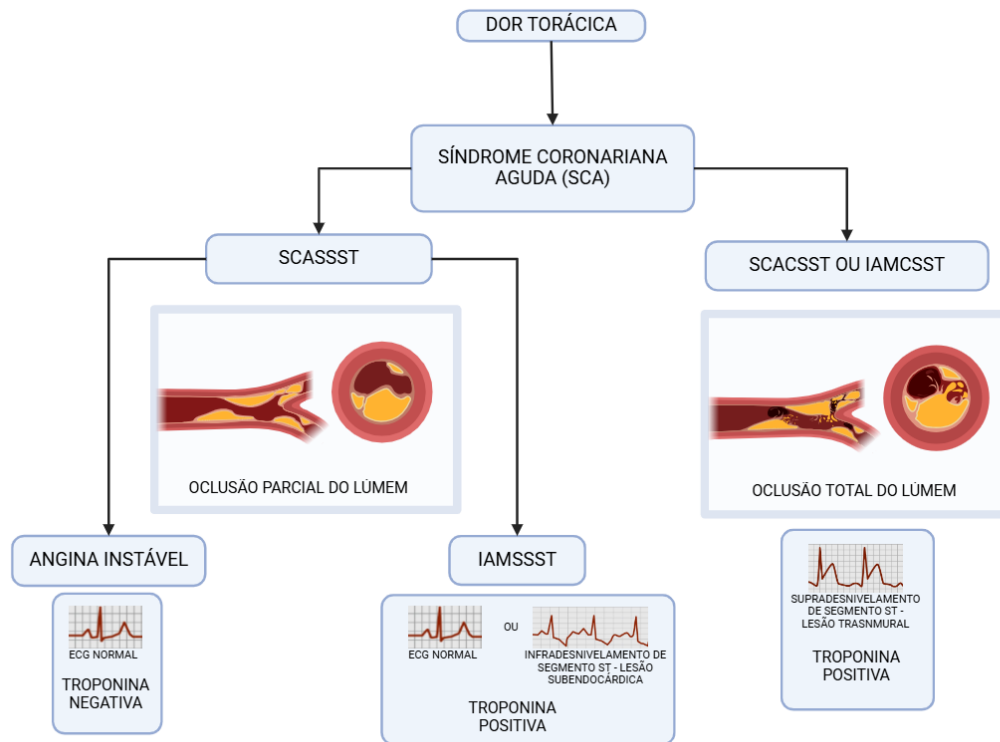 DOR TORÁCICA
SÍNDROME CORONARIANA
AGUDA (SCA)
SCASSST
SCACSST OU IAMCSST
OCLUSÃO PARCIAL DO LÚMEM
OCLUSÃO TOTAL DO LÚMEM
ANGINA INSTÁVEL
ECG NORMAL
TROPONINA
NEGATIVA
IAMSSST
ECG NORMAL
OU
INFRADESNIVELAMENTO DE
SEGMENTO ST - LESÃO
SUBENDOCÁRDICA
TROPONINA
POSITIVA
SUPRADESNIVELAMENTO
DE SEGMENTO ST -
LESÃO TRASNMURAL
TROPONINA
POSITIVA